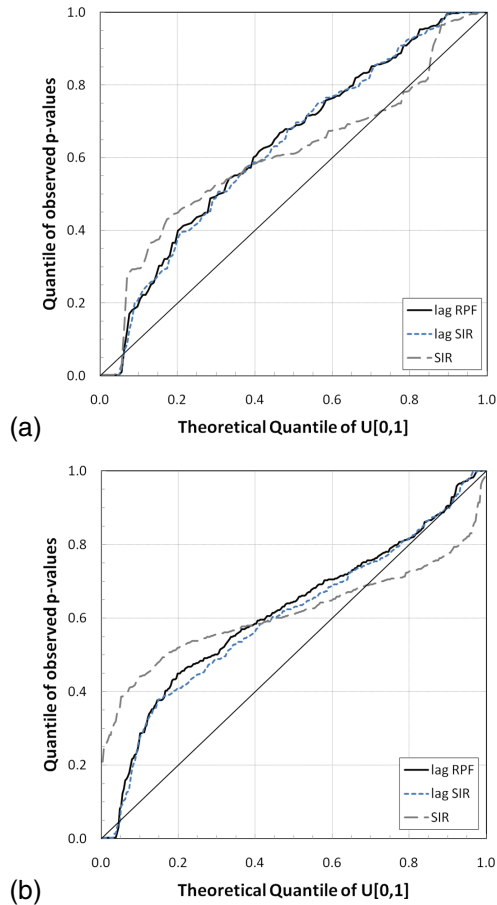 1.0
0.8
0.6
0.4
0.2
0.0
Quantile of observed p-values
lag RPF
lag SIR
SIR
0.0 0.2 0.4 0.6 0.8 1.0
(a) Theoretical Quantile of U[0,1]
1.0
0.8
0.6
0.4
0.2
0.0
Quantile of observed p-values
lag RPF
lag SIR
SIR
0.0 0.2 0.4 0.6 0.8 1.0
(b) Theoretical Quantile of U[0,1]